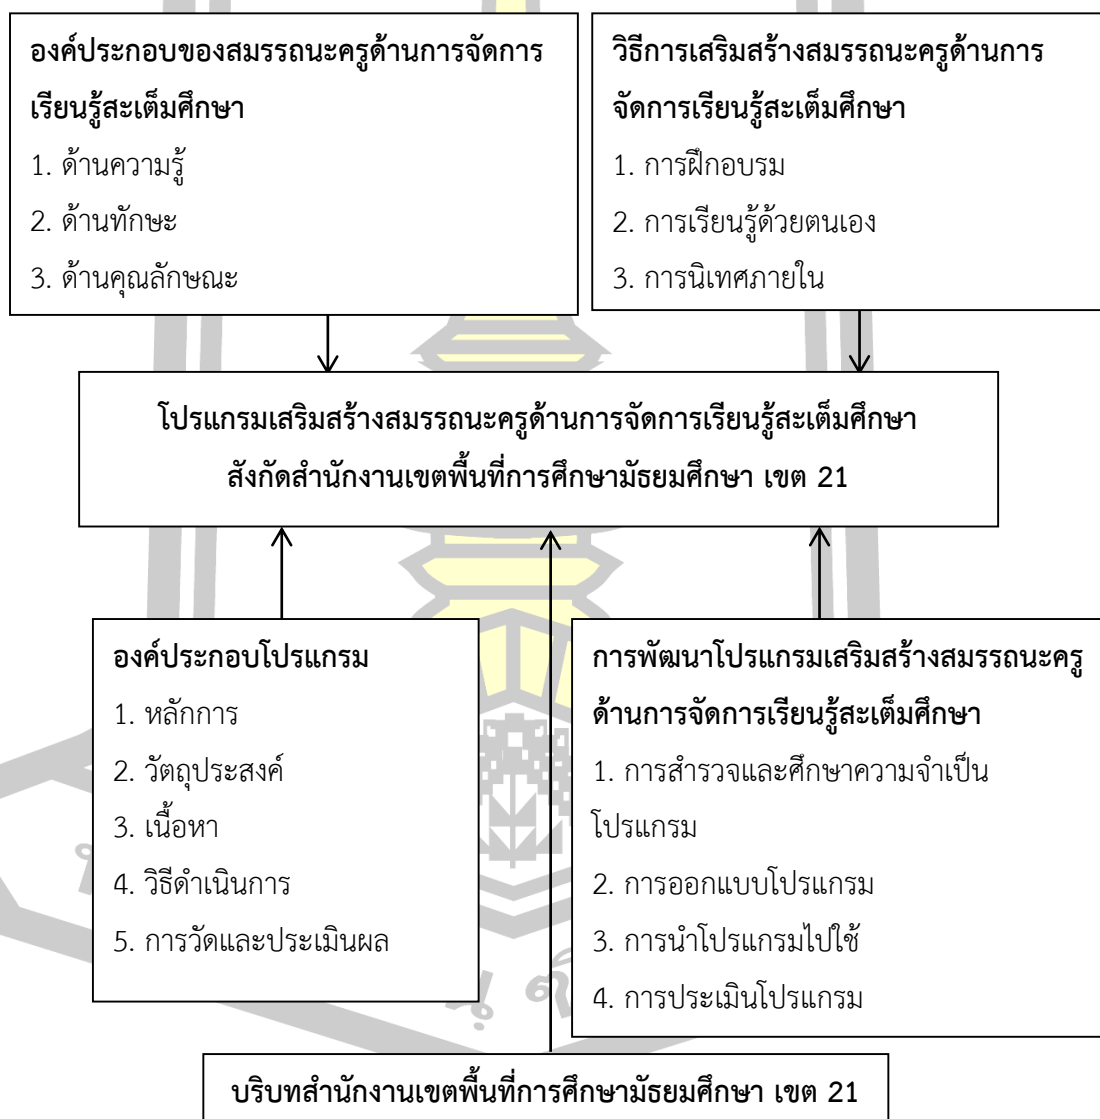 องค์ประกอบของสมรรถนะครูด้านการจัดการ
เรียนรู้สะเต็มศึกษา
1. ด้านความรู้
2. ด้านทักษะ
3. ด้านคุณลักษณะ
วิธีการเสริมสร้างสมรรถนะครูด้านการ
จัดการเรียนรู้สะเต็มศึกษา
1. การฝึกอบรม
2. การเรียนรู้ด้วยตนเอง
3. การนิเทศภายใน
โปรแกรมเสริมสร้างสมรรถนะครูด้านการจัดการเรียนรู้สะเต็มศึกษา
สังกัดสำนักงานเขตพื้นที่การศึกษามัธยมศึกษา เขต 21
องค์ประกอบโปรแกรม
1. หลักการ
2. วัตถุประสงค์
3. เนื้อหา
4. วิธีดำเนินการ
5. การวัดและประเมินผล
การพัฒนาโปรแกรมเสริมสร้างสมรรถนะครู
ด้านการจัดการเรียนรู้สะเต็มศึกษา
1. การสำรวจและศึกษาความจำเป็น
โปรแกรม
2. การออกแบบโปรแกรม
3. การนำโปรแกรมไปใช้
4. การประเมินโปรแกรม
บริบทสำนักงานเขตพื้นที่การศึกษามัธยมศึกษา เขต 21